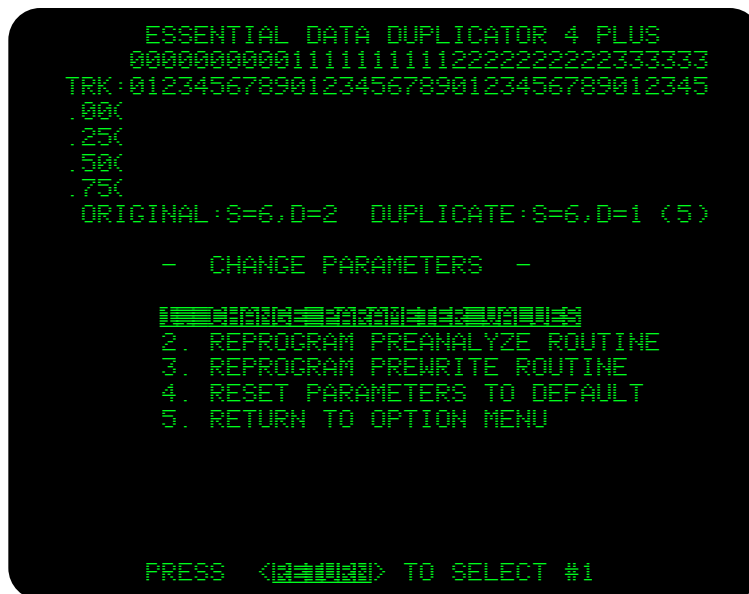 ESSENTIAL DATA DUPLICATOR 4 PLUS
000000000011111111112222222222333333
TRK:012345678901234567890123456789012345
.00(
.25(
.50(
.75(
ORIGINAL:S=6,D=2 DUPLICATE:S=6,D=1 (5)
- CHANGE PARAMETERS -
1. CHANGE PARAMETER VALUES
2. REPROGRAM PREANALYZE ROUTINE
3. REPROGRAM PREWRITE ROUTINE
4. RESET PARAMETERS TO DEFAULT
5. RETURN TO OPTION MENU
PRESS <RETURN> TO SELECT #1